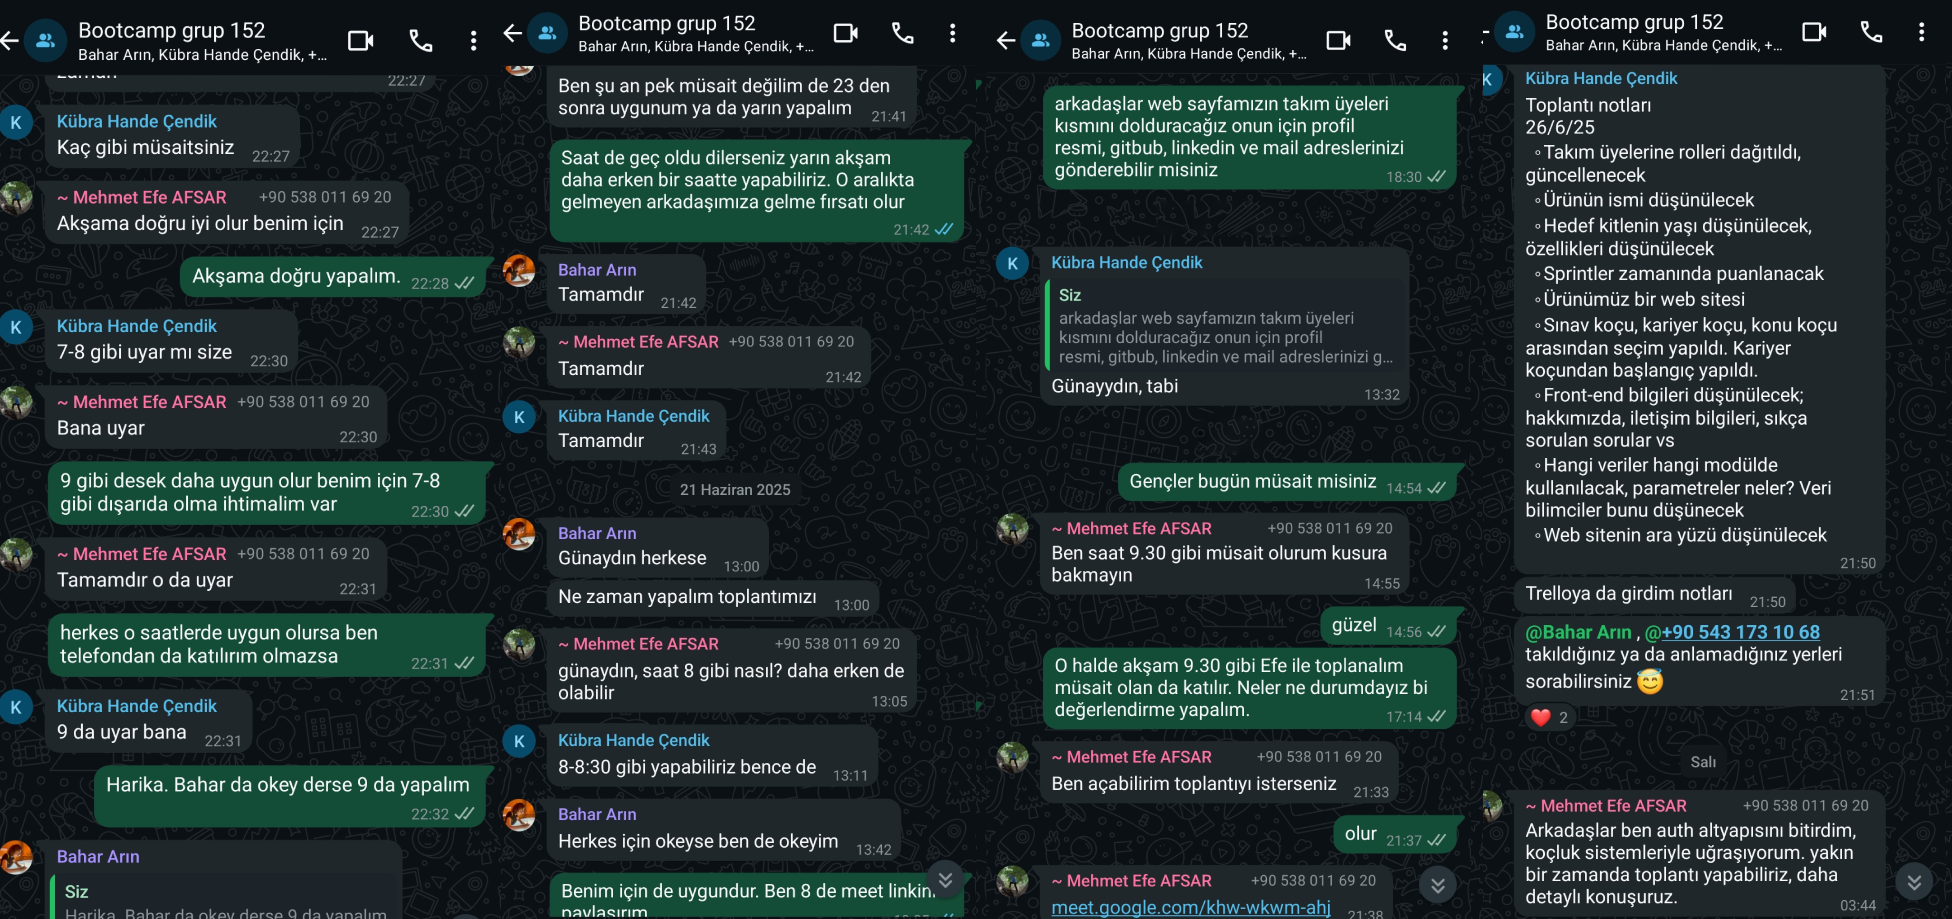 Bootcamp grup 152
Bahar Arın, Kübra Hande Çendik, +...
zaman
22:27
Kübra Hande Çendik
Kaç gibi müsaitsiniz 22:27
~ Mehmet Efe AFSAR +90 538 011 69 20
Akşama doğru iyi olur benim için 22:27
Akşama doğru yapalım. 22:28
Kübra Hande Çendik
7-8 gibi uyar mı size 22:30
~ Mehmet Efe AFSAR +90 538 011 69 20
Bana uyar 22:30
9 gibi desek daha uygun olur benim için 7-8
gibi dışarıda olma ihtimalim var 22:30
~ Mehmet Efe AFSAR +90 538 011 69 20
Tamamdır o da uyar 22:31
herkes o saatlerde uygun olursa ben
telefondan da katılırım olmazsa 22:31
Kübra Hande Çendik
9 da uyar bana 22:31
Harika. Bahar da okey derse 9 da yapalım
22:32
Bahar Arın
Siz
Harika. Bahar da okey derse 9 da yapalım
Bootcamp grup 152
Bahar Arın, Kübra Hande Çendik, +...
Ben şu an pek müsait değilim de 23 den
sonra uygunum ya da yarın yapalım 21:41
Saat de geç oldu dilerseniz yarın akşam
daha erken bir saatte yapabiliriz. O aralıkta
gelmeyen arkadaşımıza gelme fırsatı olur
21:42
Bahar Arın
Tamamdır 21:42
~ Mehmet Efe AFSAR +90 538 011 69 20
Tamamdır
21:42
Kübra Hande Çendik
Tamamdır 21:43
21 Haziran 2025
Bahar Arın
Günaydın herkese 13:00
Ne zaman yapalım toplantımızı 13:00
~ Mehmet Efe AFSAR +90 538 011 69 20
günaydın, saat 8 gibi nasıl? daha erken de
olabilir 13:05
Kübra Hande Çendik
8-8:30 gibi yapabiliriz bence de 13:11
Bahar Arın
Herkes için okeyse ben de okeyim 13:42
Benim için de uygundur. Ben 8 de meet linkini
paylaşırım
Bootcamp grup 152
Bahar Arın, Kübra Hande Çendik, +...
arkadaşlar web sayfamızın takım üyeleri
kısmını dolduracağız onun için profil
resmi, gitbub, linkedin ve mail adreslerinizi
gönderebilir misiniz 18:30
Kübra Hande Çendik
Siz
arkadaşlar web sayfamızın takım üyeleri
kısmını dolduracağız onun için profil
resmi, gitbub, linkedin ve mail adreslerinizi g...
Günayydın, tabi 13:32
Gençler bugün müsait misiniz 14:54
~ Mehmet Efe AFSAR +90 538 011 69 20
Ben saat 9.30 gibi müsait olurum kusura
bakmayın 14:55
güzel 14:56
O halde akşam 9.30 gibi Efe ile toplanalım
müsait olan da katılır. Neler ne durumdayız bi
değerlendirme yapalım. 17:14
~ Mehmet Efe AFSAR +90 538 011 69 20
Ben açabilirim toplantıyı isterseniz 21:33
olur 21:37
~ Mehmet Efe AFSAR +90 538 011 69 20
meet.google.com/khw-wkwm-ahj 21:38
Bootcamp grup 152
Bahar Arın, Kübra Hande Çendik, +...
Kübra Hande Çendik
Toplantı notları
26/6/25
◦Takım üyelerine rolleri dağıtıldı,
güncellenecek
◦Ürünün ismi düşünülecek
◦Hedef kitlenin yaşı düşünülecek,
özellikleri düşünülecek
◦Sprintler zamanında puanlanacak
◦Ürünümüz bir web sitesi
◦Sınav koçu, kariyer koçu, konu koçu
arasından seçim yapıldı. Kariyer
koçundan başlangıç yapıldı.
◦Front-end bilgileri düşünülecek;
hakkımızda, iletişim bilgileri, sıkça
sorulan sorular vs
◦Hangi veriler hangi modülde
kullanılacak, parametreler neler? Veri
bilimciler bunu düşünecek
◦Web sitenin ara yüzü düşünülecek
21:50
Trelloya da girdim notları 21:50
@Bahar Arın , @+90 543 173 10 68
takıldığınız ya da anlamadığınız yerleri
sorabilirsiniz 😇 21:51
❤️ 2
Salı
~ Mehmet Efe AFSAR +90 538 011 69 20
Arkadaşlar ben auth altyapısını bitirdim,
koçluk sistemleriyle uğraşıyorum. yakın
bir zamanda toplantı yapabiliriz, daha
detaylı konuşuruz. 03:44